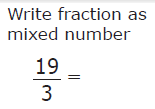 Write fraction as
mixed number
19
— =
3